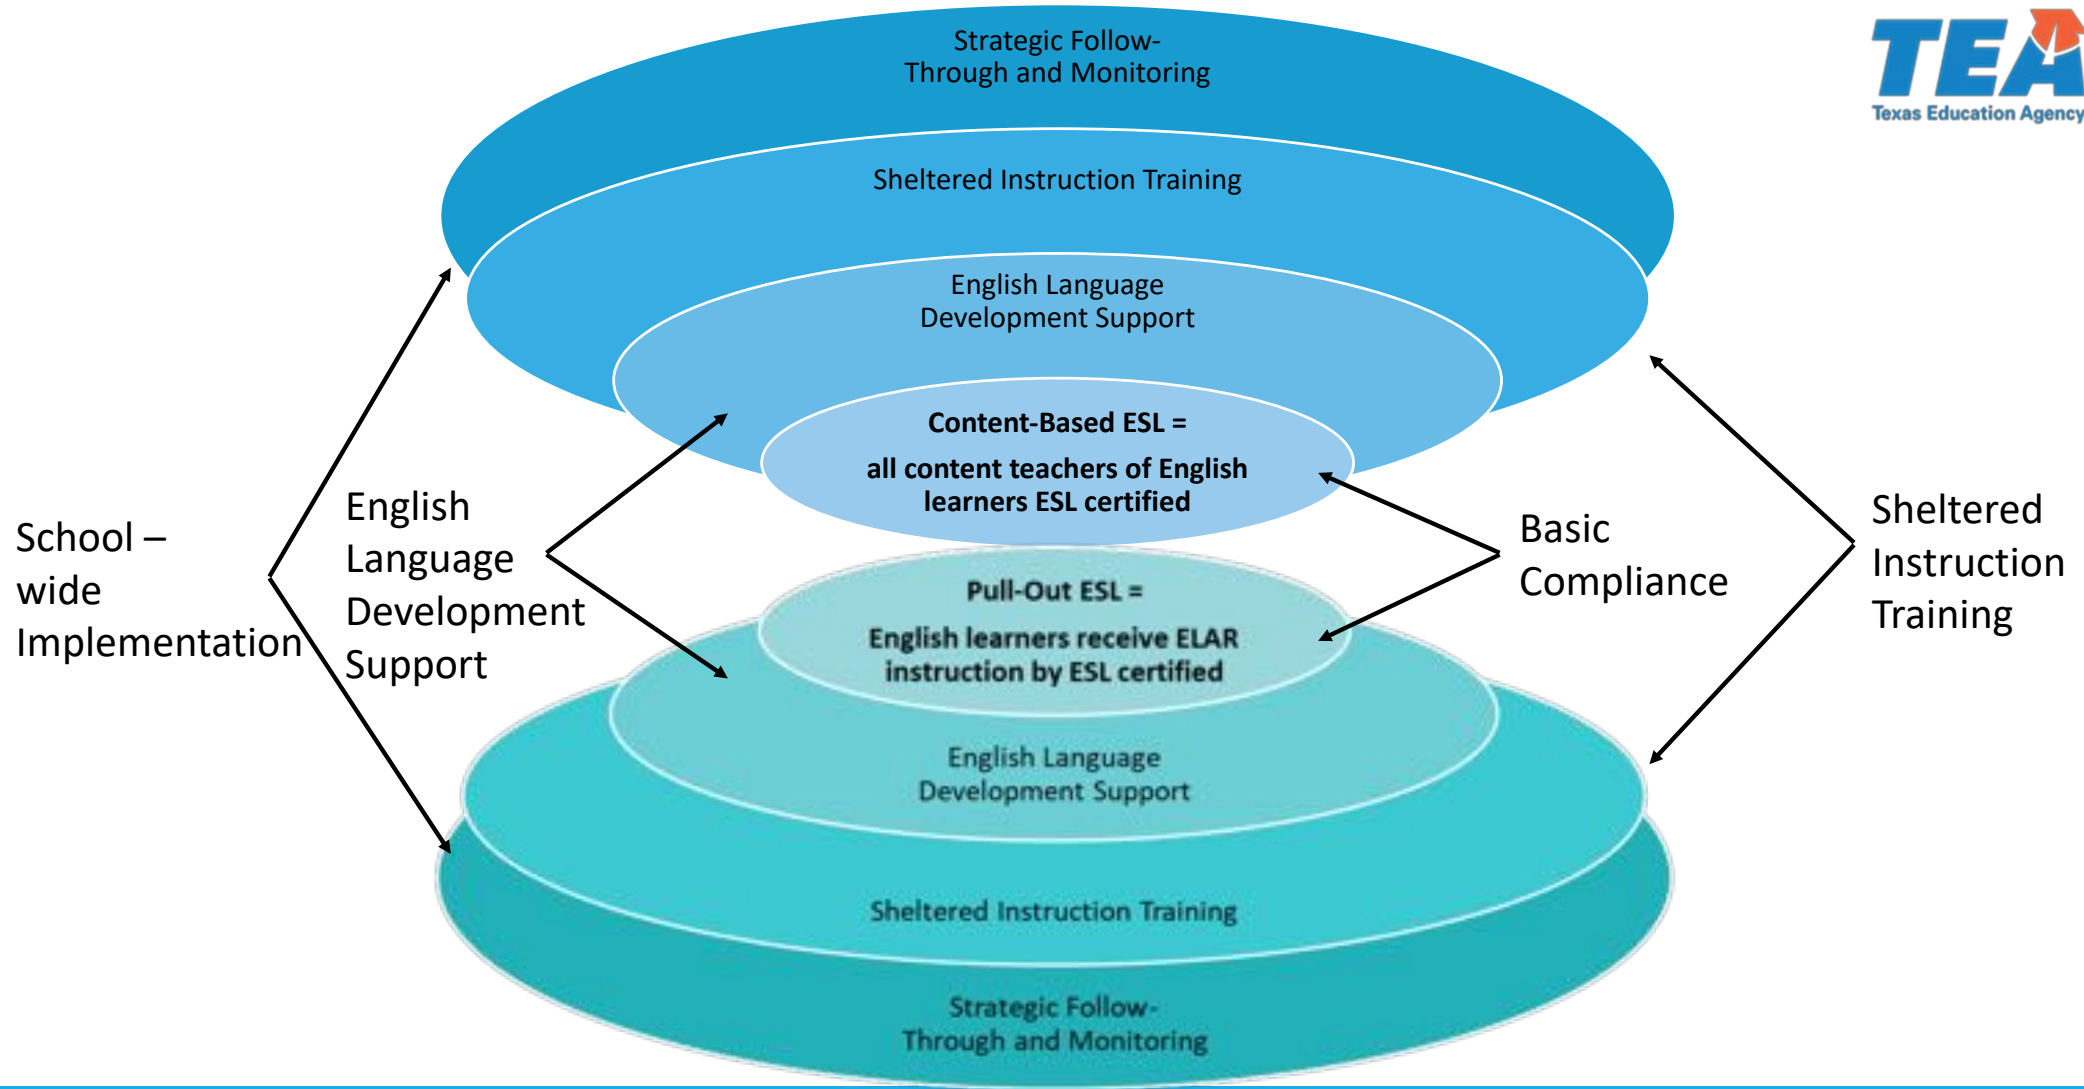 Strategic Follow-
Through and Monitoring
TEA
Texas Education Agency
Sheltered Instruction Training
English Language
Development Support
Content-Based ESL =
all content teachers of English
learners ESL certified
School –
wide
Implementation
English
Language
Development
Support
Basic
Compliance
Sheltered
Instruction
Training
Pull-Out ESL =
English learners receive ELAR
instruction by ESL certified
English Language
Development Support
Sheltered Instruction Training
Strategic Follow-
Through and Monitoring